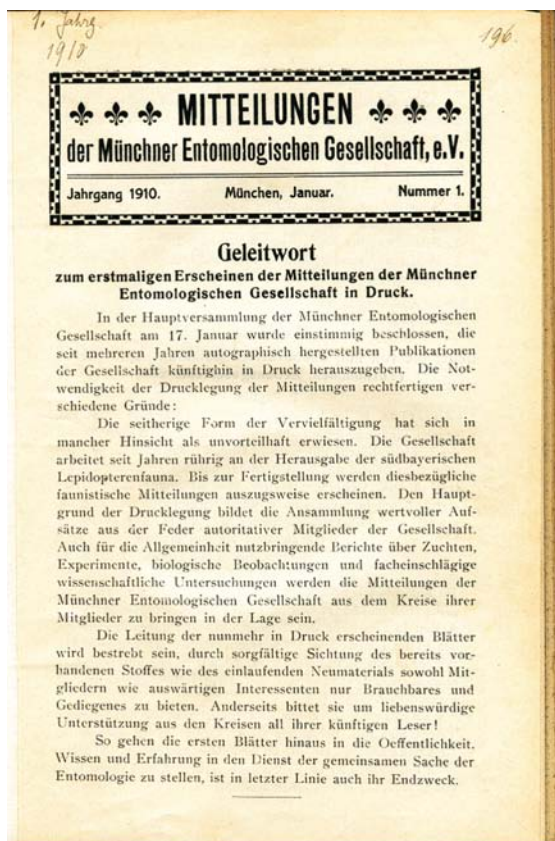 1. Jahrg.
1910
196.
MITTEILUNGEN
der Münchner Entomologischen Gesellschaft, e.V.
Jahrgang 1910. München, Januar. Nummer 1.
Geleitwort
zum erstmaligen Erscheinen der Mitteilungen der Münchner
Entomologischen Gesellschaft in Druck.
In der Hauptversammlung der Münchner Entomologischen
Gesellschaft am 17. Januar wurde einstimmig beschlossen, die
seit mehreren Jahren autographisch hergestellten Publikationen
der Gesellschaft künftighin in Druck herauszugeben. Die Not-
wendigkeit der Drucklegung der Mitteilungen rechtfertigen ver-
schiedene Gründe:
Die seitherige Form der Vervielfältigung hat sich in
mancher Hinsicht als unvorteilhaft erwiesen. Die Gesellschaft
arbeitet seit Jahren rührig an der Herausgabe der südbayerischen
Lepidopterenfauna. Bis zur Fertigstellung werden diesbezügliche
faunistische Mitteilungen auszugsweise erscheinen. Den Haupt-
grund der Drucklegung bildet die Ansammlung wertvoller Auf-
sätze aus der Feder autoritativer Mitglieder der Gesellschaft.
Auch für die Allgemeinheit nutzbringende Berichte über Zuchten,
Experimente, biologische Beobachtungen und facheinschlägige
wissenschaftliche Untersuchungen werden die Mitteilungen der
Münchner Entomologischen Gesellschaft aus dem Kreise ihrer
Mitglieder zu bringen in der Lage sein.
Die Leitung der nunmehr in Druck erscheinenden Blätter
wird bestrebt sein, durch sorgfältige Sichtung des bereits vor-
handenen Stoffes wie des einlaufenden Neumaterials sowohl Mit-
gliedern wie auswärtigen Interessenten nur Brauchbares und
Gediegenes zu bieten. Anderseits bittet sie um liebenswürdige
Unterstützung aus den Kreisen all ihrer künftigen Leser!
So gehen die ersten Blätter hinaus in die Oeffentlichkeit.
Wissen und Erfahrung in den Dienst der gemeinsamen Sache der
Entomologie zu stellen, ist in letzter Linie auch ihr Endzweck.